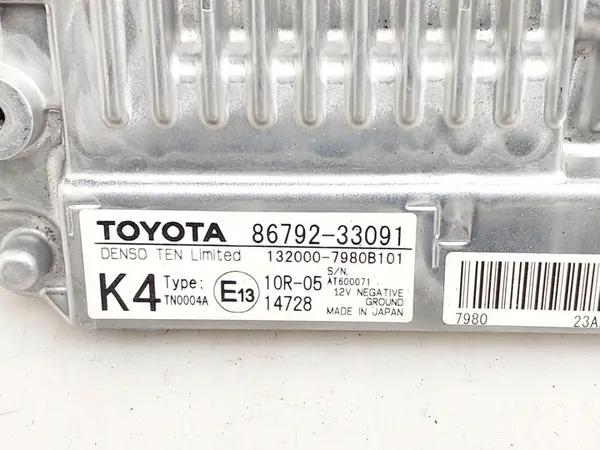 TOYOTA 86792-33091
DENSO TEN Limited 132000-7980B101
K4 Type: TN0004A E13 10R-05 14728
S/N. AT600071
12V NEGATIVE GROUND
MADE IN JAPAN
7980 23A